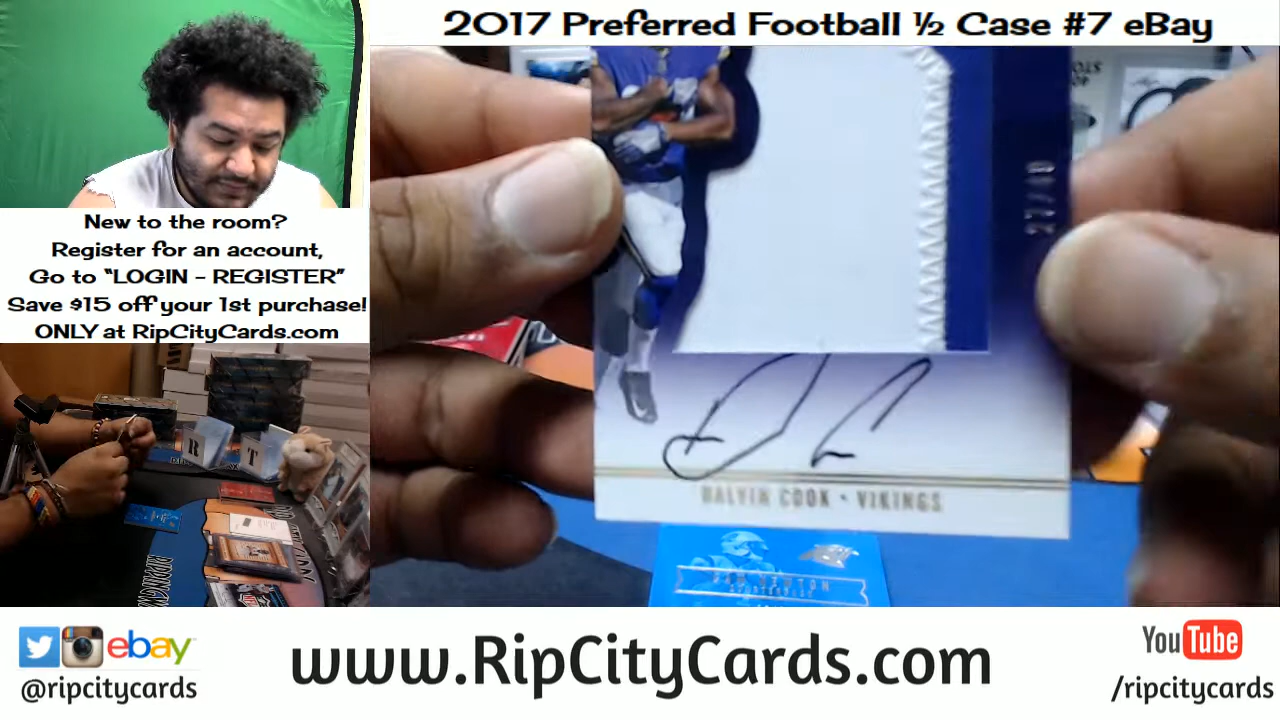 2017 Preferred Football ½ Case #7 eBay
New to the room?
Register for an account,
Go to "LOGIN - REGISTER"
Save $15 off your 1st purchase!
ONLY at RipCityCards.com
DALVIN COOK • VIKINGS
R T
ebay
@ripcitycards
www.RipCityCards.com
You Tube
/ripcitycards